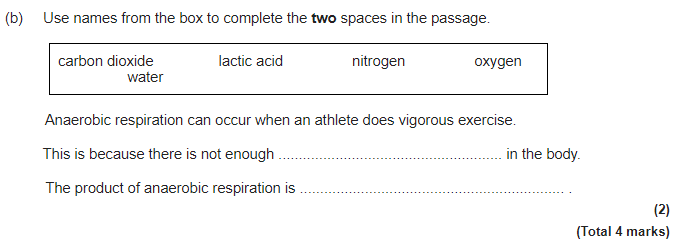 (b) Use names from the box to complete the two spaces in the passage.
carbon dioxide lactic acid nitrogen oxygen
water
Anaerobic respiration can occur when an athlete does vigorous exercise.
This is because there is not enough ........................................................ in the body.
The product of anaerobic respiration is .................................................................. .
(2)
(Total 4 marks)